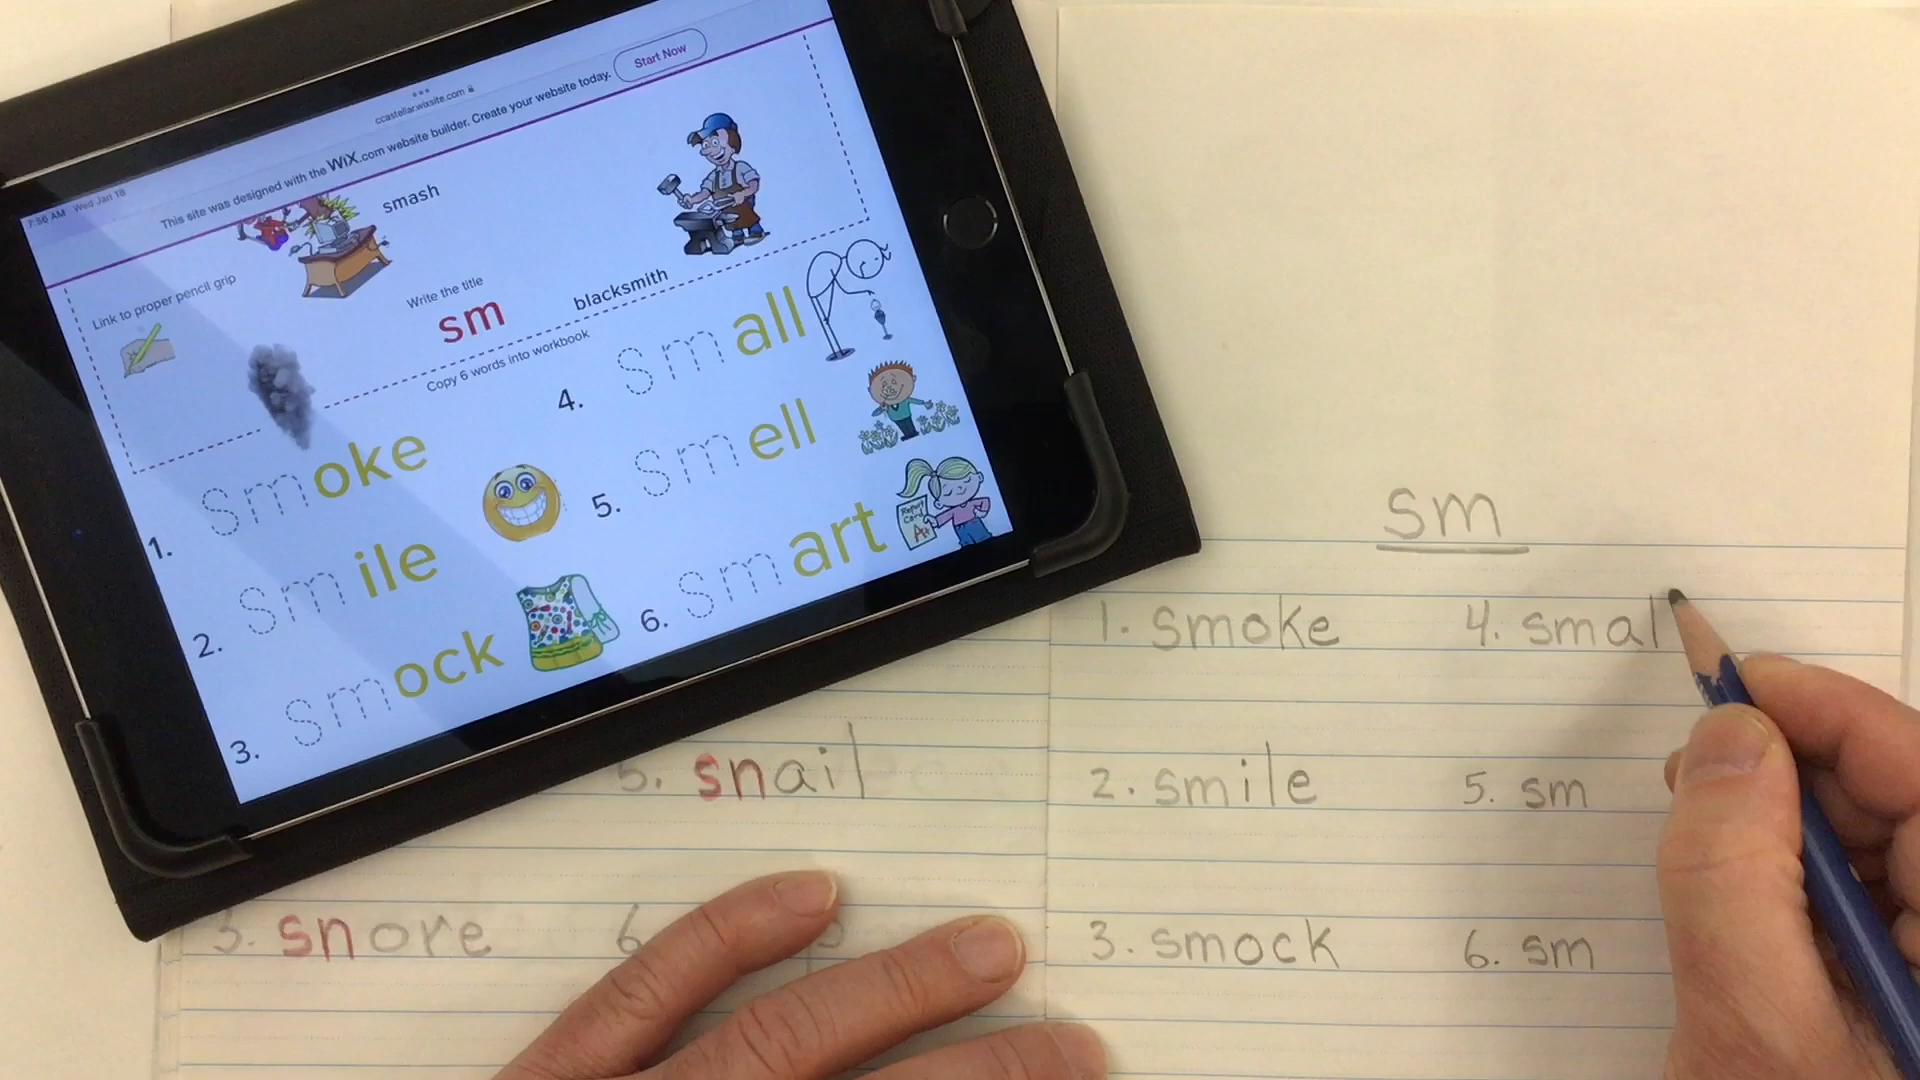 7:56 AM Wed Jan 18
ccastellar.wixsite.com
This site was designed with the WiX.com website builder. Create your website today. Start Now
smash
Link to proper pencil grip
Write the title
sm
blacksmith
Copy 6 words into workbook
1. smoke
2. smile
3. smock
4. small
5. smell
6. smart
Report Card
A+
5. snail
3. snore
6
sm
1. smoke
2. smile
3. smock
4. smal
5. sm
6. sm